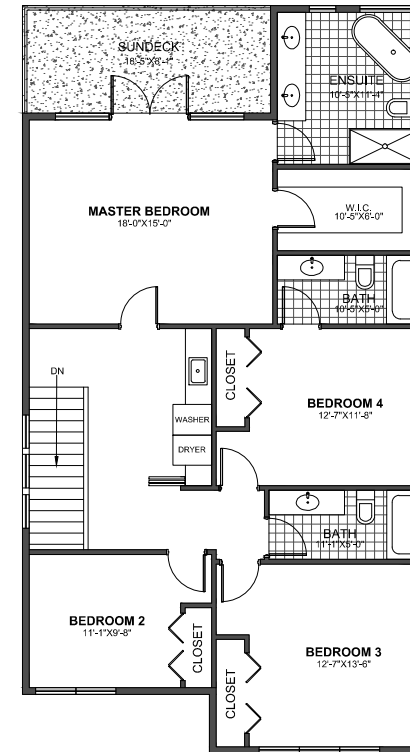 SUNDECK
18'-5"X8'-1"
ENSUITE
10'-5"X11'-4"
MASTER BEDROOM
18'-0"X15'-0"
W.I.C.
10'-5"X6'-0"
BATH
10'-5"X5'-0"
DN
CLOSET
WASHER
DRYER
BEDROOM 4
12'-7"X11'-8"
BATH
11'-1"X5'-0"
BEDROOM 2
11'-1"X9'-8"
CLOSET
BEDROOM 3
12'-7"X13'-6"
CLOSET